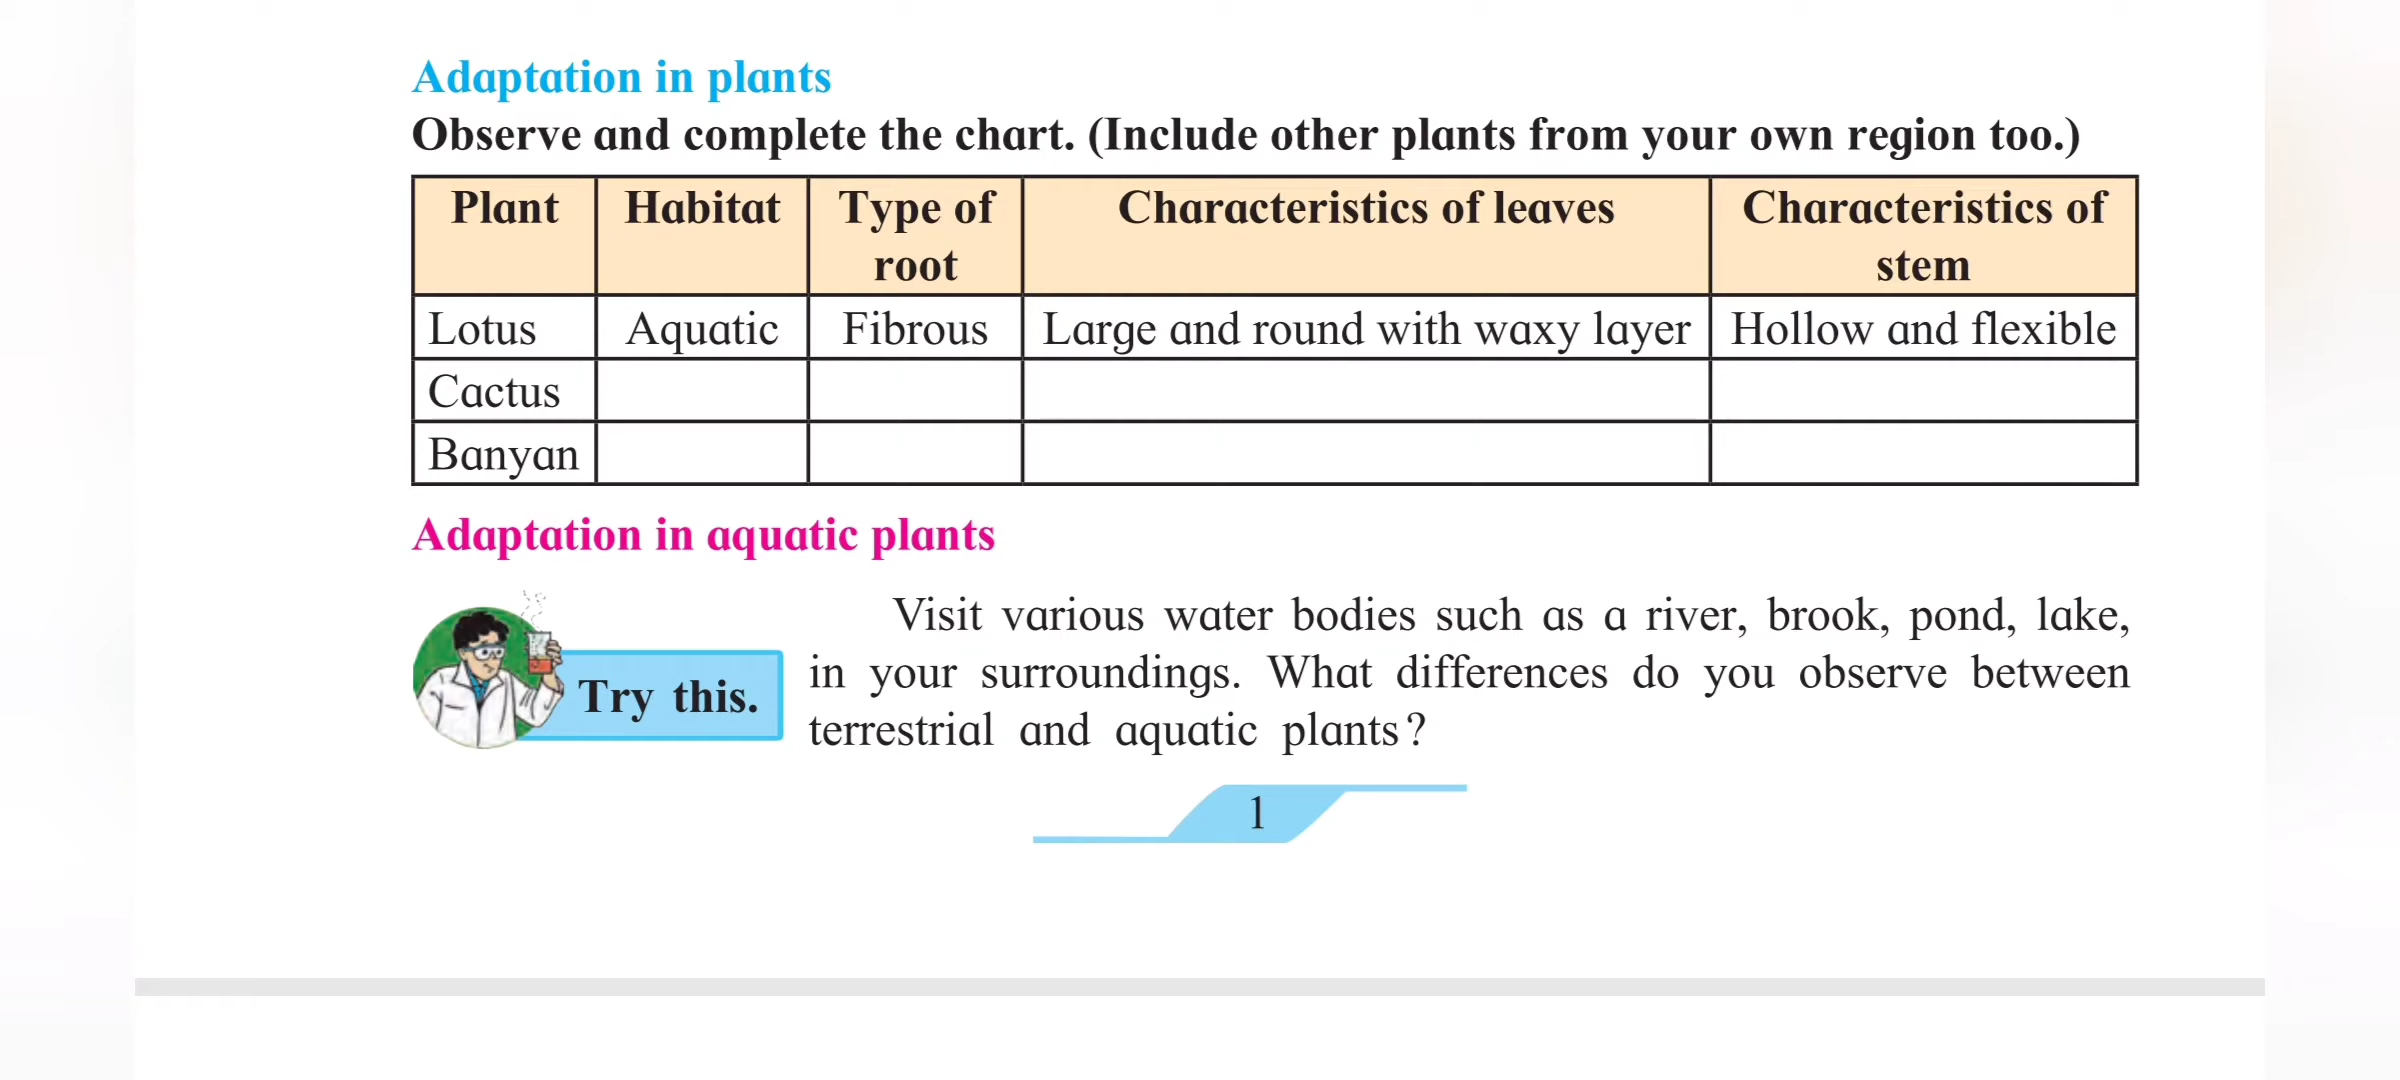 Adaptation in plants
Observe and complete the chart. (Include other plants from your own region too.)
Plant Habitat Type of root Characteristics of leaves Characteristics of stem
Lotus Aquatic Fibrous Large and round with waxy layer Hollow and flexible
Cactus
Banyan
Adaptation in aquatic plants
Try this.
Visit various water bodies such as a river, brook, pond, lake,
in your surroundings. What differences do you observe between
terrestrial and aquatic plants?
1